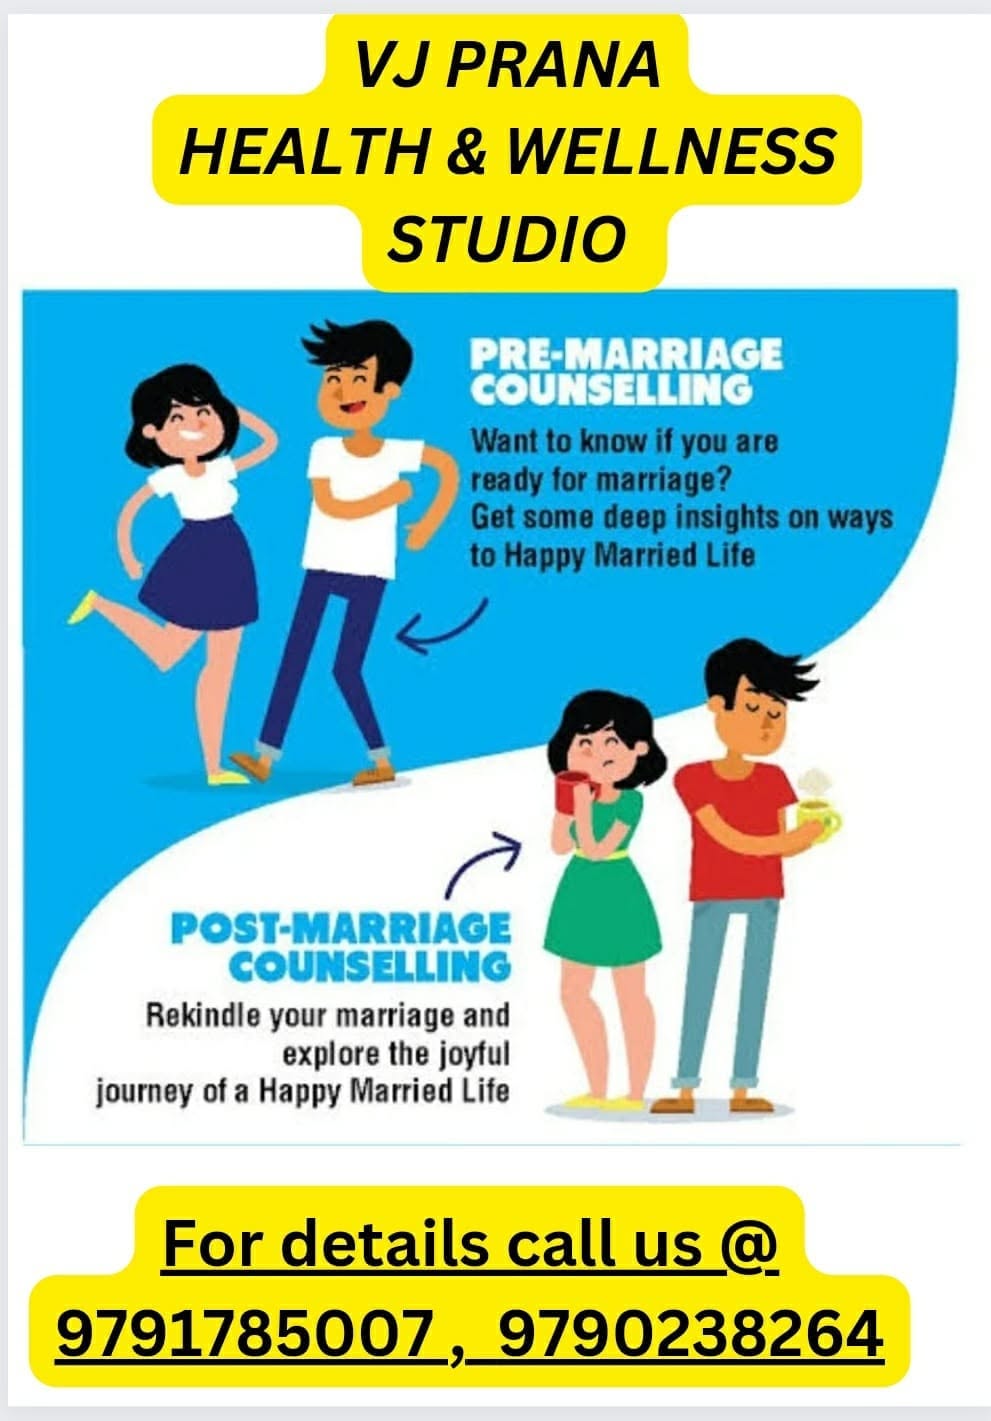 VJ PRANA
HEALTH & WELLNESS
STUDIO
PRE-MARRIAGE
COUNSELLING
Want to know if you are
ready for marriage?
Get some deep insights on ways
to Happy Married Life
POST-MARRIAGE
COUNSELLING
Rekindle your marriage and
explore the joyful
journey of a Happy Married Life
For details call us @
9791785007 , 9790238264